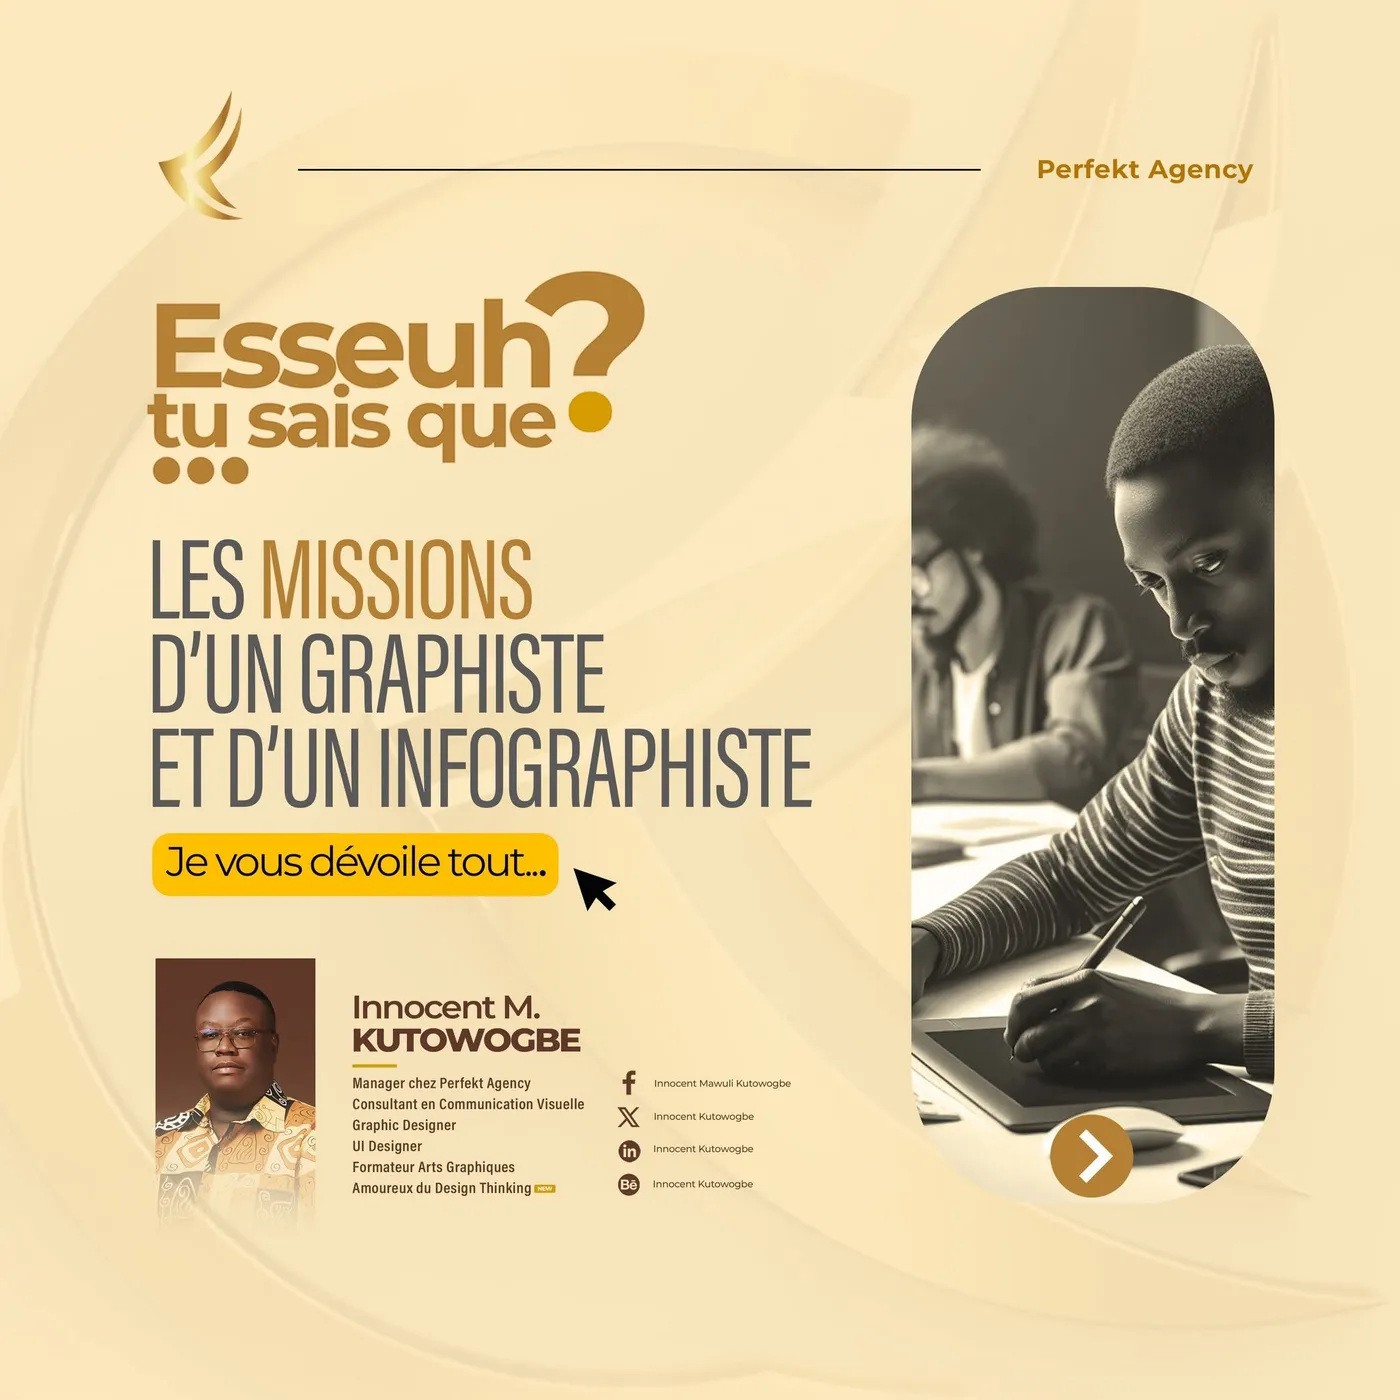 Perfekt Agency
Esseuh?
tu sais que
...
LES MISSIONS
D'UN GRAPHISTE
ET D'UN INFOGRAPHISTE
Je vous dévoile tout...
Innocent M.
KUTOWOGBE
Manager chez Perfekt Agency
Consultant en Communication Visuelle
Graphic Designer
UI Designer
Formateur Arts Graphiques
Amoureux du Design Thinking NEW
Innocent Mawuli Kutowogbe
Innocent Kutowogbe
in Innocent Kutowogbe
Bē Innocent Kutowogbe